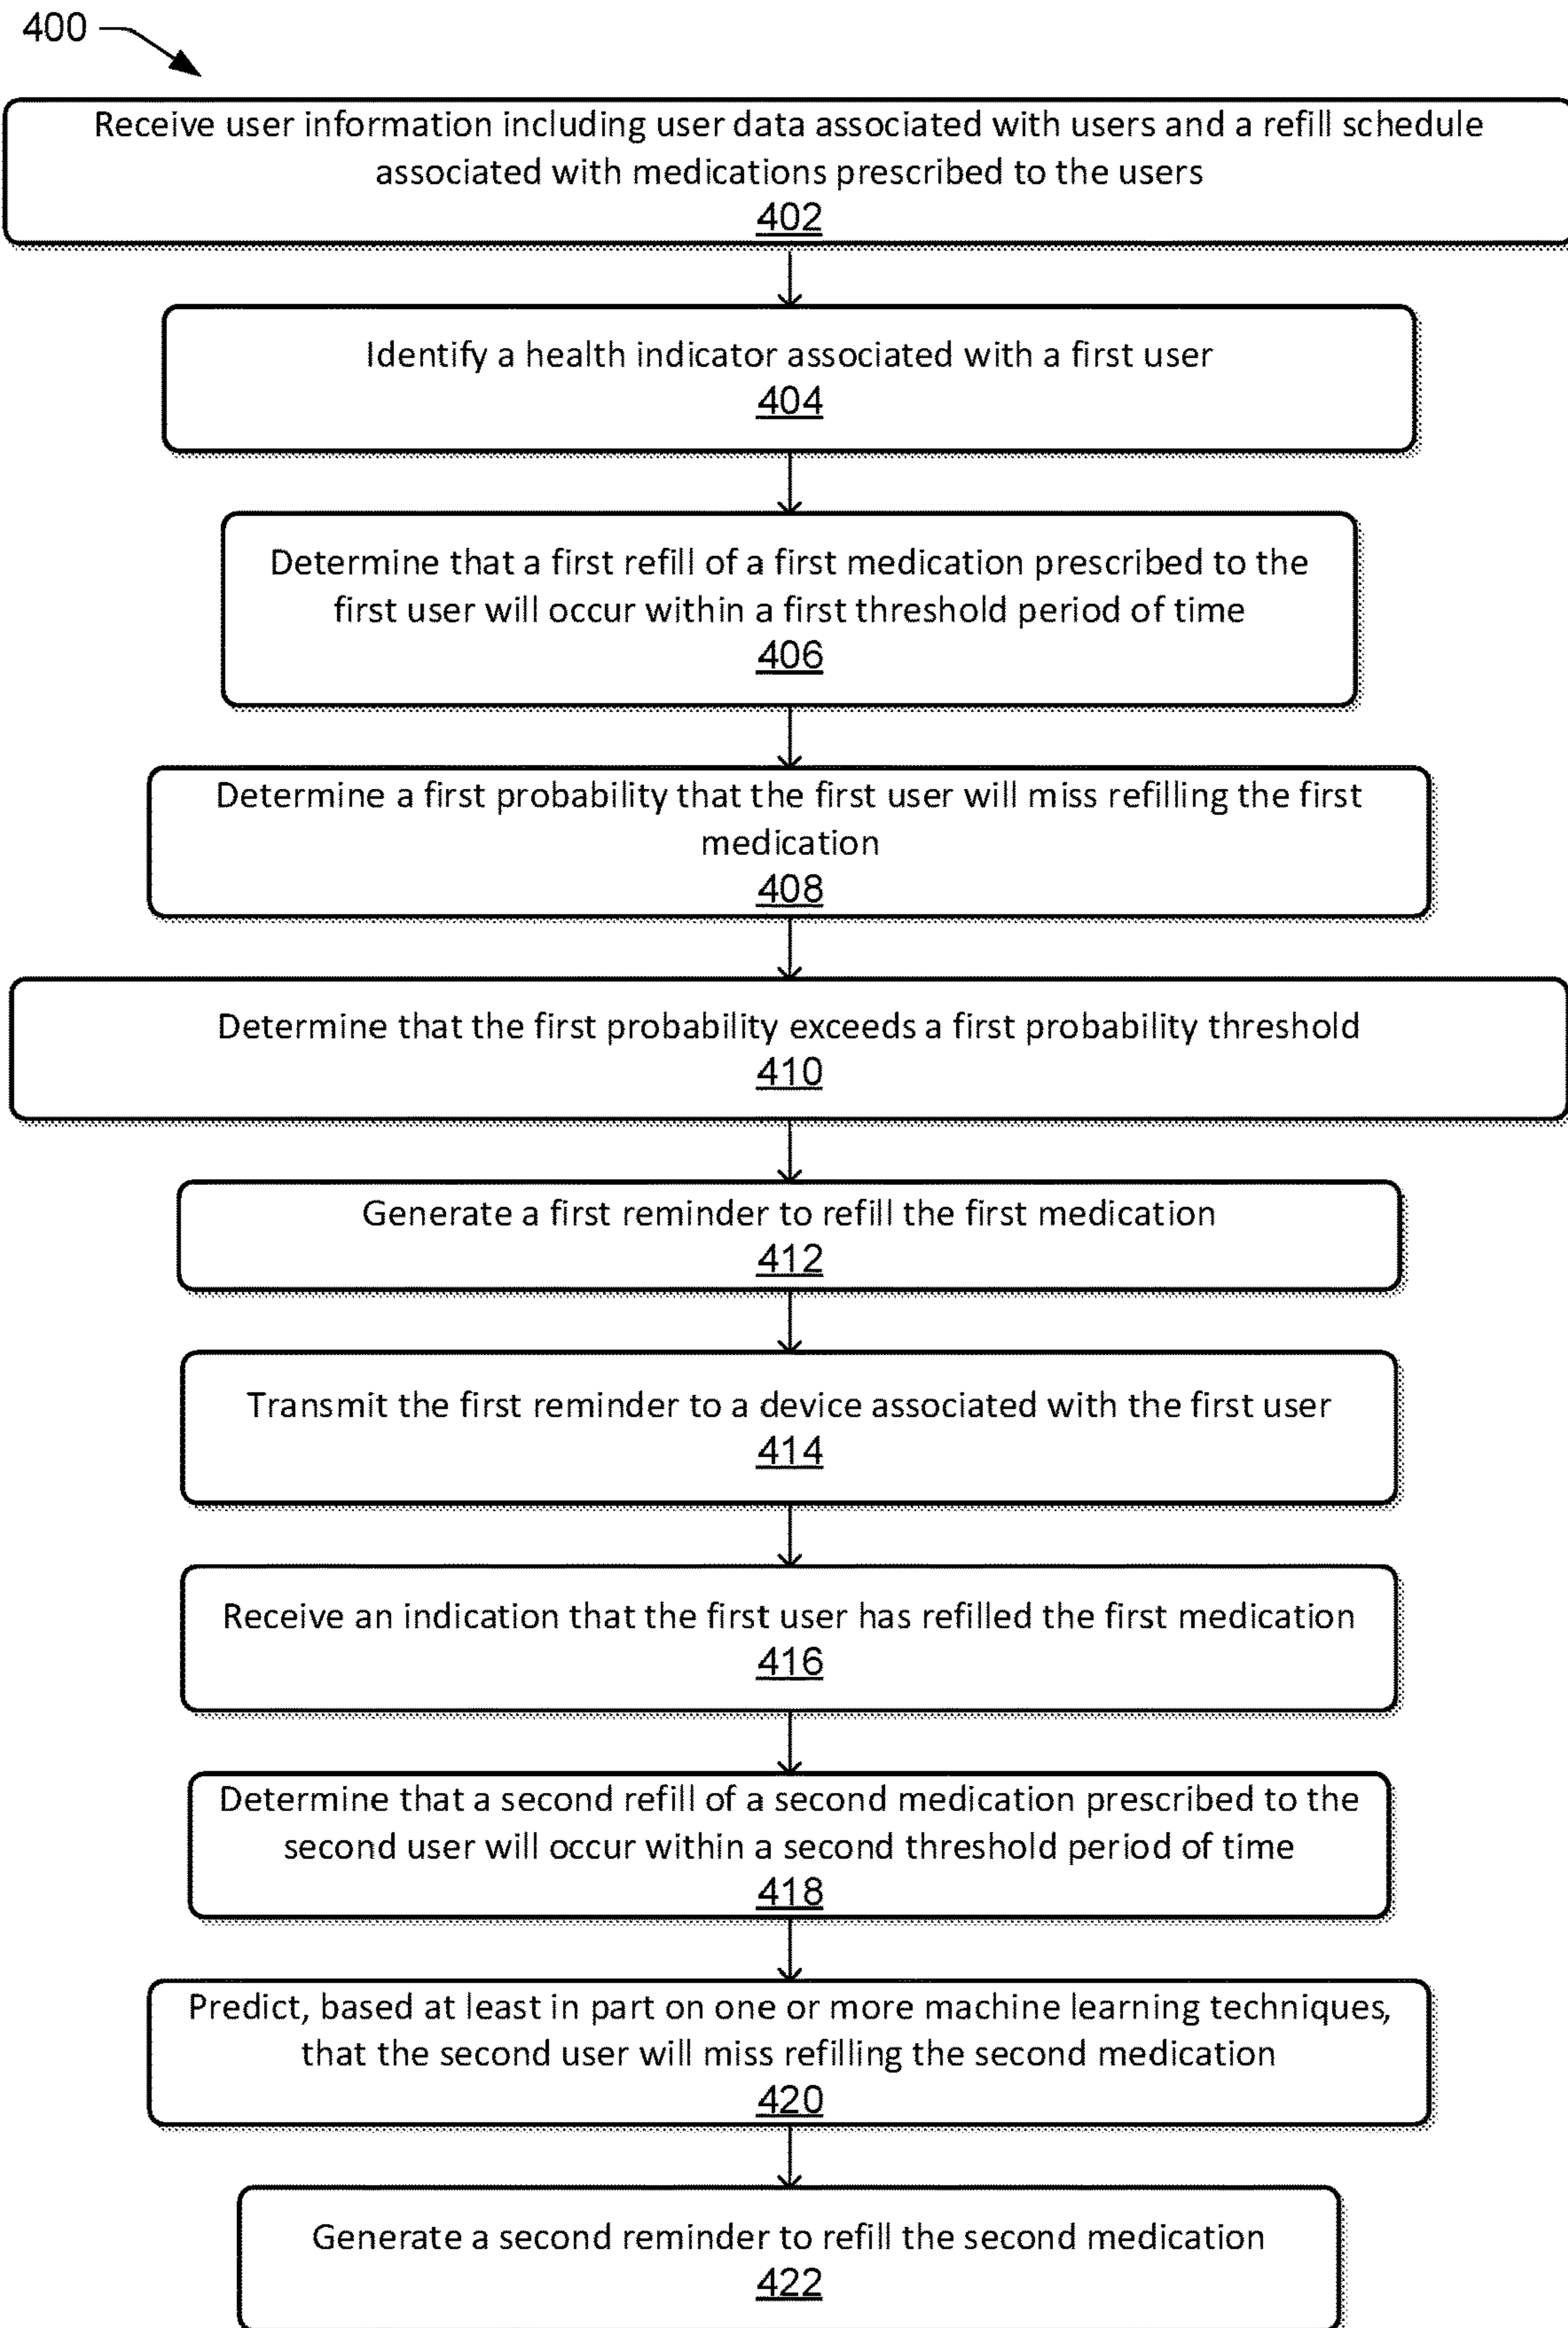 400
Receive user information including user data associated with users and a refill schedule
associated with medications prescribed to the users
402
Identify a health indicator associated with a first user
404
Determine that a first refill of a first medication prescribed to the
first user will occur within a first threshold period of time
406
Determine a first probability that the first user will miss refilling the first
medication
408
Determine that the first probability exceeds a first probability threshold
410
Generate a first reminder to refill the first medication
412
Transmit the first reminder to a device associated with the first user
414
Receive an indication that the first user has refilled the first medication
416
Determine that a second refill of a second medication prescribed to the
second user will occur within a second threshold period of time
418
Predict, based at least in part on one or more machine learning techniques,
that the second user will miss refilling the second medication
420
Generate a second reminder to refill the second medication
422